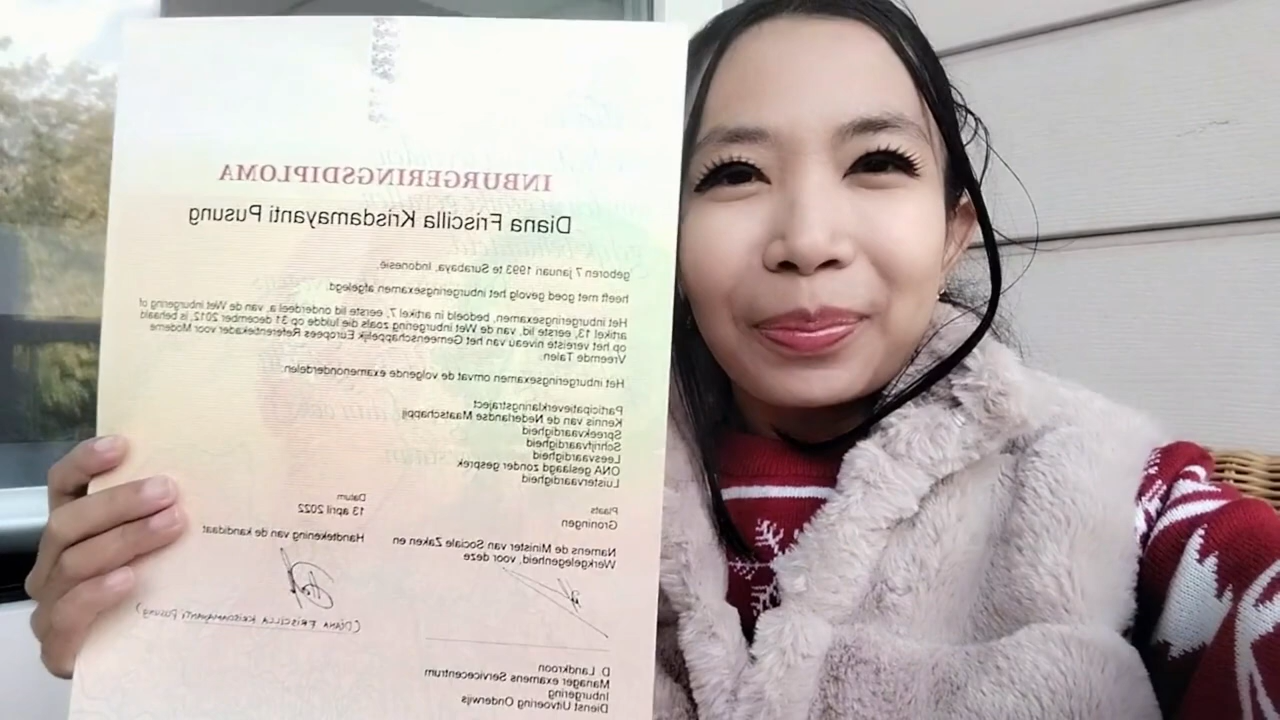 INBURGERINGSDIPLOMA
Diana Friscilla Krisdamayanti Pusung
geboren 7 januari 1993 te Surabaya, Indonesië,
heeft met goed gevolg het inburgeringsexamen afgelegd.
Het inburgeringsexamen, bedoeld in artikel 7, eerste lid onderdeel a, van de Wet inburgering of
artikel 13, eerste lid, van de Wet inburgering zoals die luidde op 31 december 2012, is behaald
op het vereiste niveau van het Gemeenschappelijk Europees Referentiekader voor Moderne
Vreemde Talen.
Het inburgeringsexamen omvat de volgende examenonderdelen:
Participatieverklaringstraject
Kennis van de Nederlandse Maatschappij
Spreekvaardigheid
Schrijfvaardigheid
Leesvaardigheid
ONA geslaagd zonder gesprek
Luistervaardigheid
Plaats
Groningen
Datum
13 april 2022
Namens de Minister van Sociale Zaken en
Werkgelegenheid, voor deze
Handtekening van de kandidaat
(DIANA FRISCILLA KRISDAMAYANTI PUSUNG)
D. Landkroon
Manager examens Servicecentrum
Inburgering
Dienst Uitvoering Onderwijs